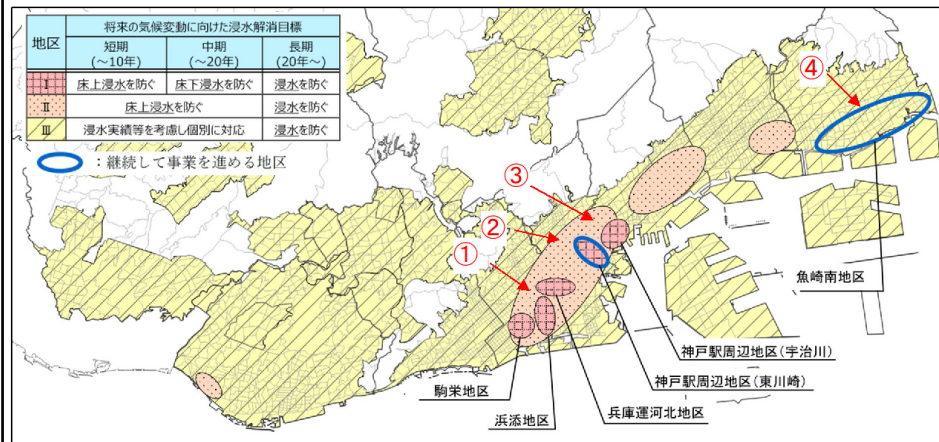 地区
将来の気候変動に向けた浸水解消目標
短期
(～10年)
中期
(～20年)
長期
(20年～)
Ⅰ
床上浸水を防ぐ
床下浸水を防ぐ
浸水を防ぐ
Ⅱ
床上浸水を防ぐ
浸水を防ぐ
Ⅲ
浸水実績等を考慮し個別に対応
浸水を防ぐ
：継続して事業を進める地区
④
③
②
①
魚崎南地区
神戸駅周辺地区(宇治川)
神戸駅周辺地区(東川崎)
兵庫運河北地区
浜添地区
駒栄地区